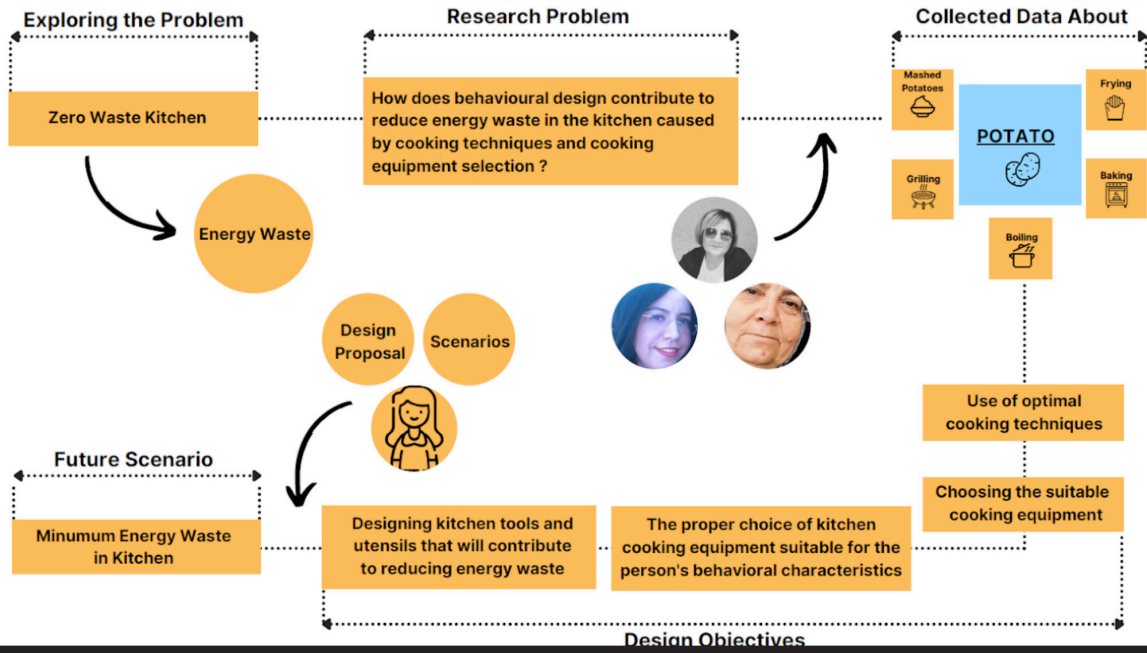 Exploring the Problem
Research Problem
Collected Data About
Zero Waste Kitchen
How does behavioural design contribute to
reduce energy waste in the kitchen caused
by cooking techniques and cooking
equipment selection ?
Mashed
Potatoes
Frying
POTATO
Grilling
Baking
Boiling
Energy Waste
Design
Proposal
Scenarios
Use of optimal
cooking techniques
Choosing the suitable
cooking equipment
Future Scenario
Minumum Energy Waste
in Kitchen
Designing kitchen tools and
utensils that will contribute
to reducing energy waste
The proper choice of kitchen
cooking equipment suitable for the
person's behavioral characteristics
Design Objectives